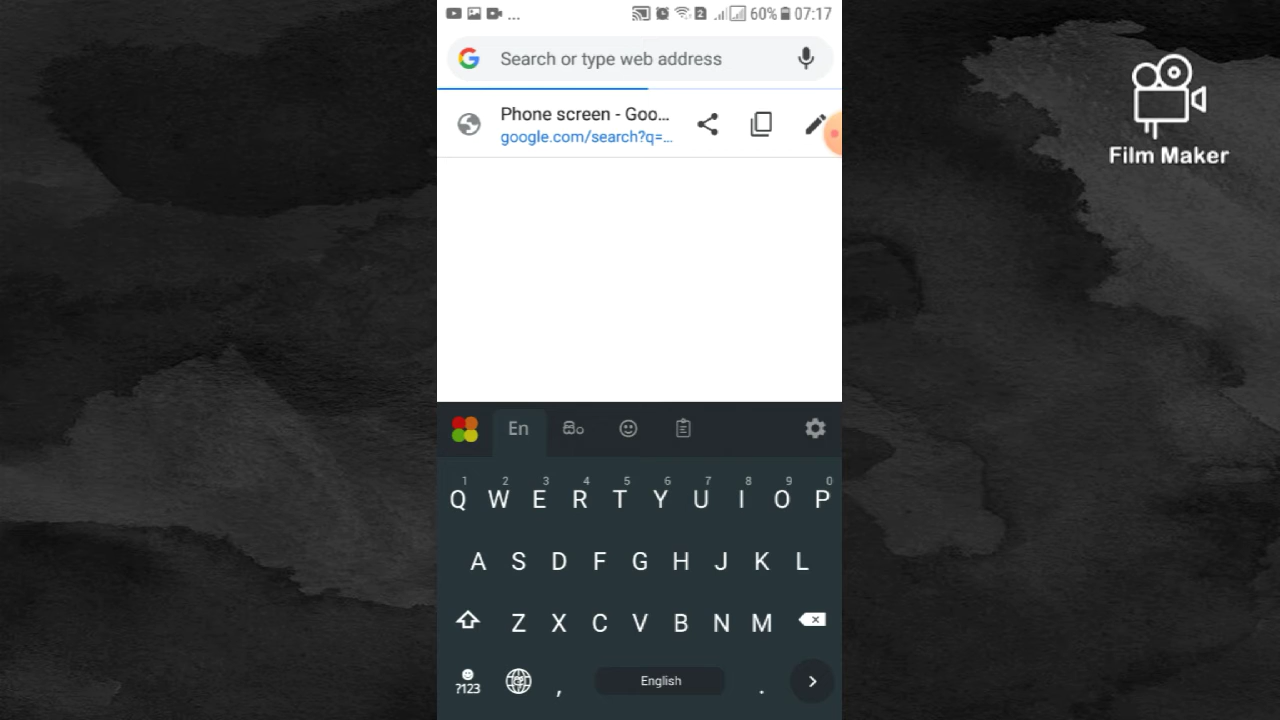 ... 2 60% 07:17
Search or type web address
Phone screen - Goo...
google.com/search?q=...
Film Maker
En සිං
1 2 3 4 5 6 7 8 9 0
Q W E R T Y U I O P
A S D F G H J K L
Z X C V B N M
?123 , English .